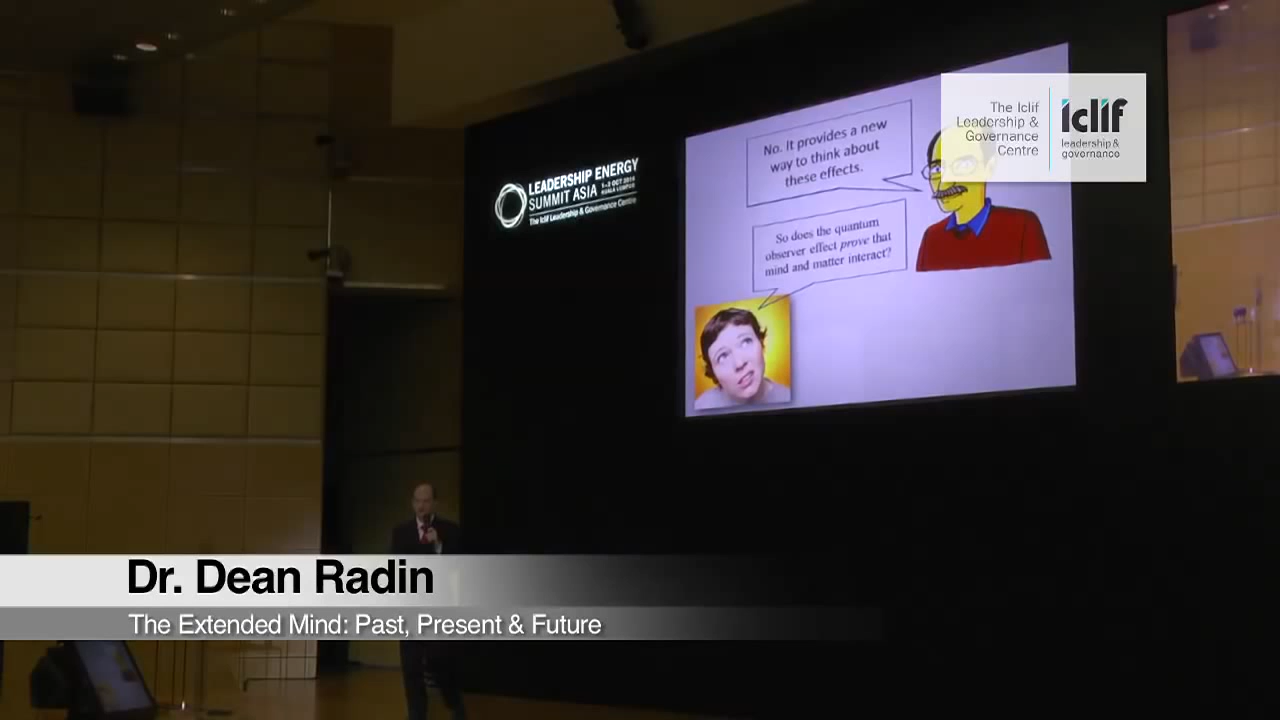 The Iclif
Leadership &
Governance
Centre
iclif
leadership &
governance
LEADERSHIP ENERGY
SUMMIT ASIA
The Iclif Leadership & Governance Centre
No. It provides a new
way to think about
these effects.
So does the quantum
observer effect prove that
mind and matter interact?
Dr. Dean Radin
The Extended Mind: Past, Present & Future